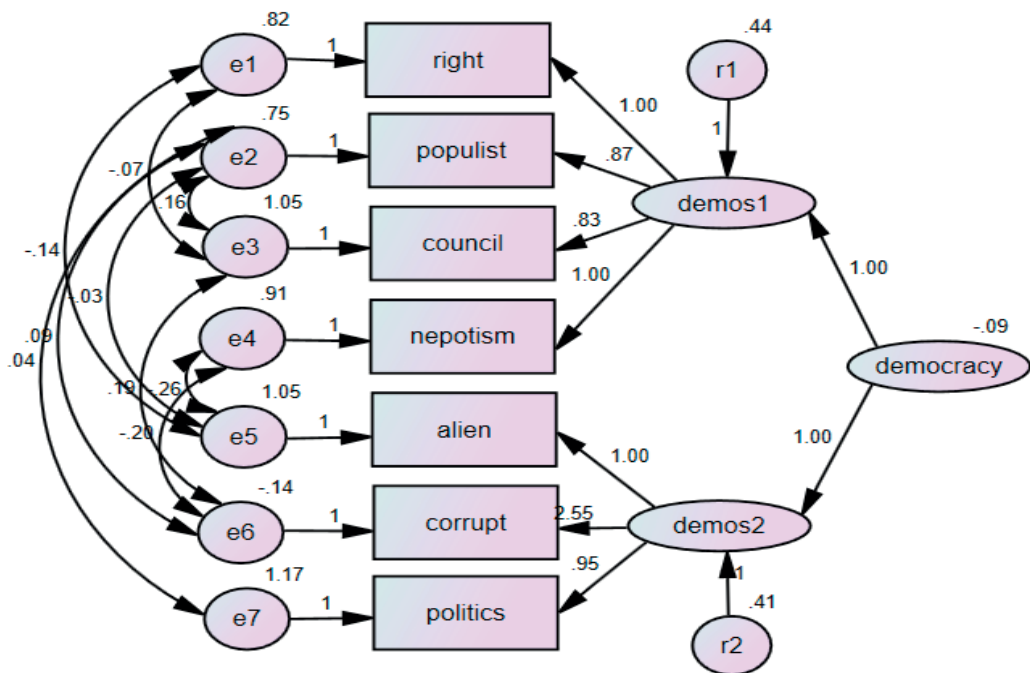 .82
e1
1
right
.44
r1
1
1.00
.75
e2
1
populist
.87
demos1
-.07
.16
1.05
e3
1
council
.83
1.00
1.00
-.14
-.03
.91
e4
1
nepotism
-.09
democracy
.09
.04
.19
-.26
-.20
1.05
e5
1
alien
1.00
1.00
-.14
e6
1
corrupt
2.55
demos2
.95
1.17
e7
1
politics
1
.41
r2